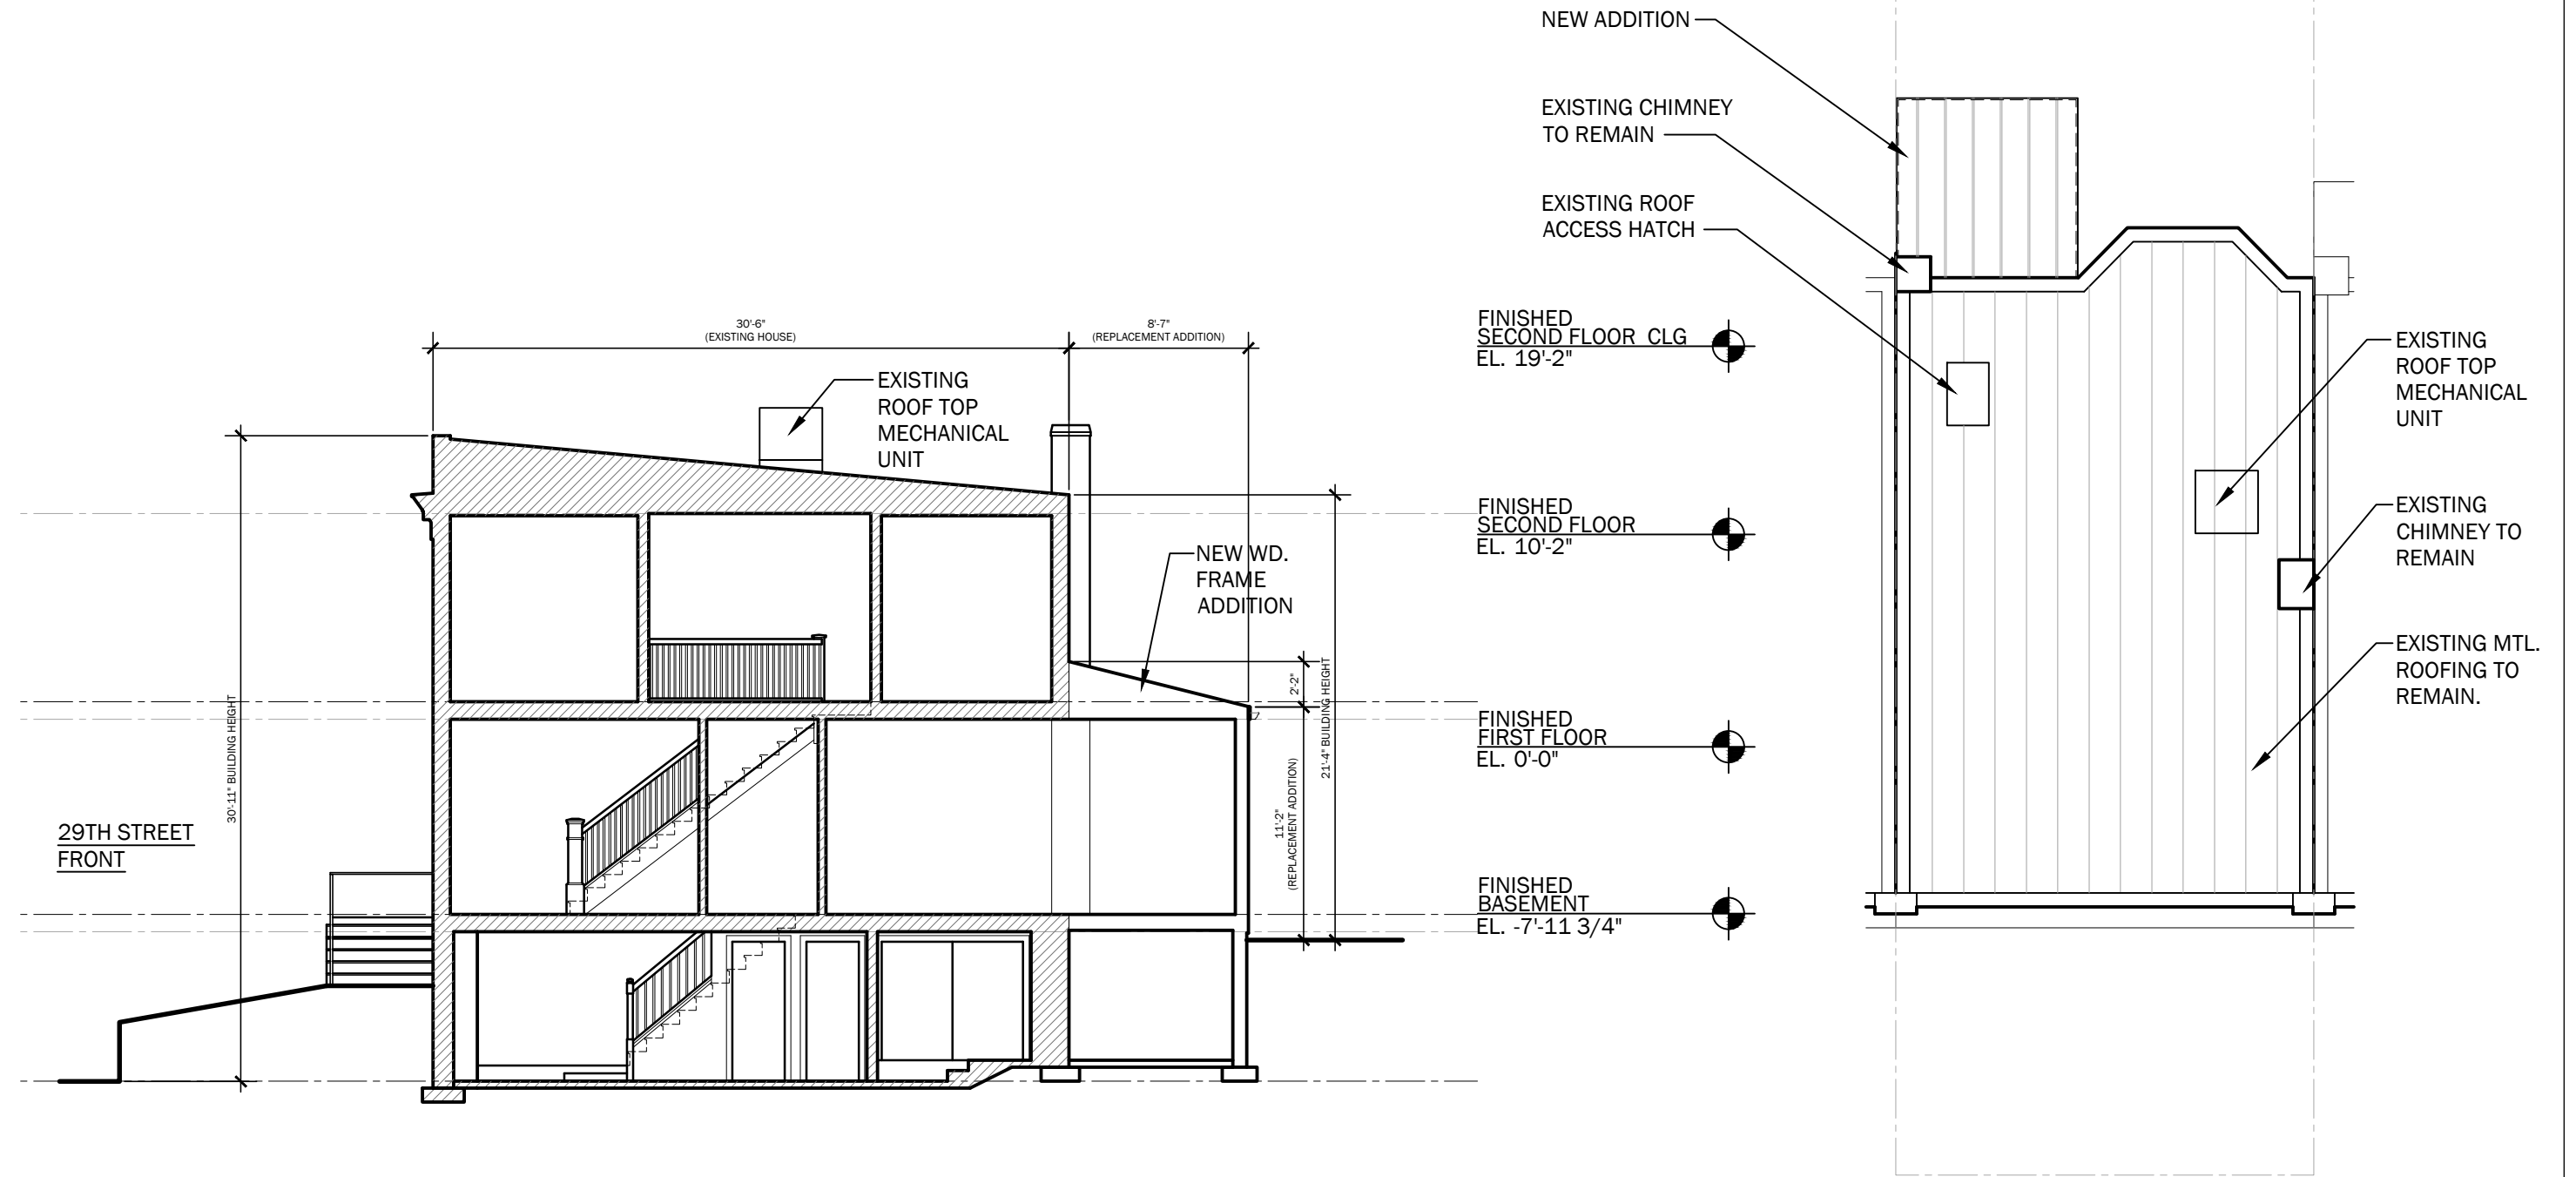 30'-6"
(EXISTING HOUSE)
8'-7"
(REPLACEMENT ADDITION)
EXISTING
ROOF TOP
MECHANICAL
UNIT
NEW WD.
FRAME
ADDITION
30'-11" BUILDING HEIGHT
2'-2"
21'-4" BUILDING HEIGHT
11'-2"
(REPLACEMENT ADDITION)
29TH STREET
FRONT
FINISHED
SECOND FLOOR CLG
EL. 19'-2"
FINISHED
SECOND FLOOR
EL. 10'-2"
FINISHED
FIRST FLOOR
EL. 0'-0"
FINISHED
BASEMENT
EL. -7'-11 3/4"
NEW ADDITION
EXISTING CHIMNEY
TO REMAIN
EXISTING ROOF
ACCESS HATCH
EXISTING
ROOF TOP
MECHANICAL
UNIT
EXISTING
CHIMNEY TO
REMAIN
EXISTING MTL.
ROOFING TO
REMAIN.